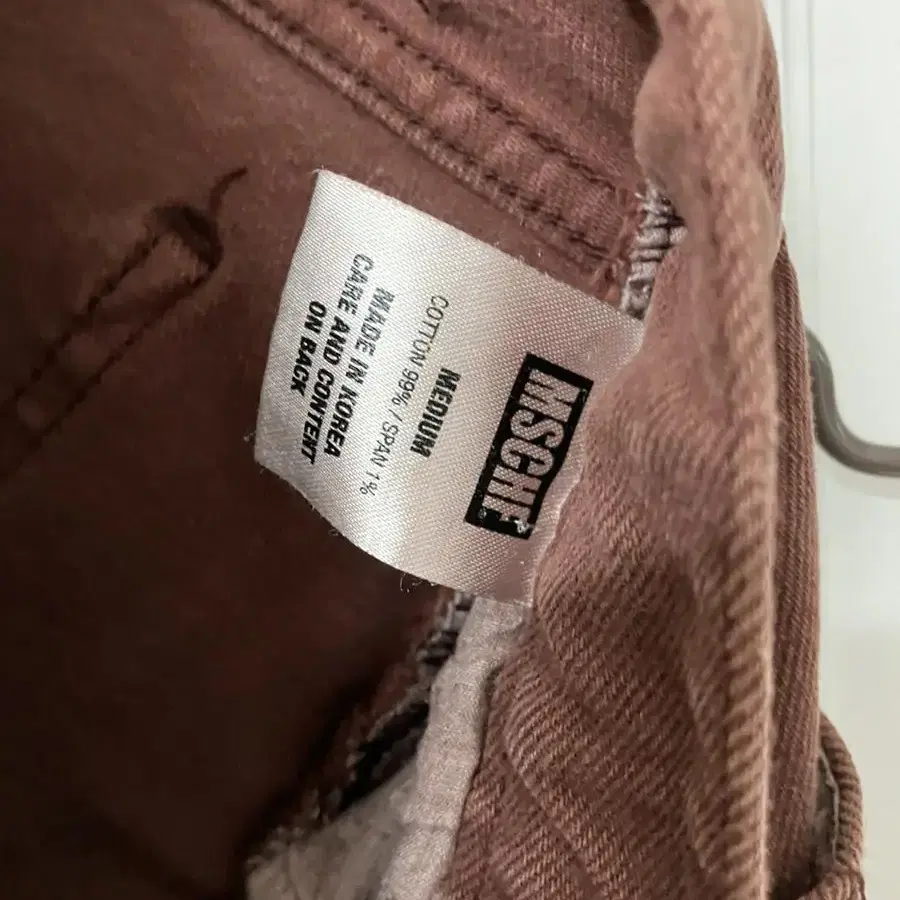 MSCHF
MEDIUM
COTTON 99% / SPAN 1%
MADE IN KOREA
CARE AND CONTENT
ON BACK